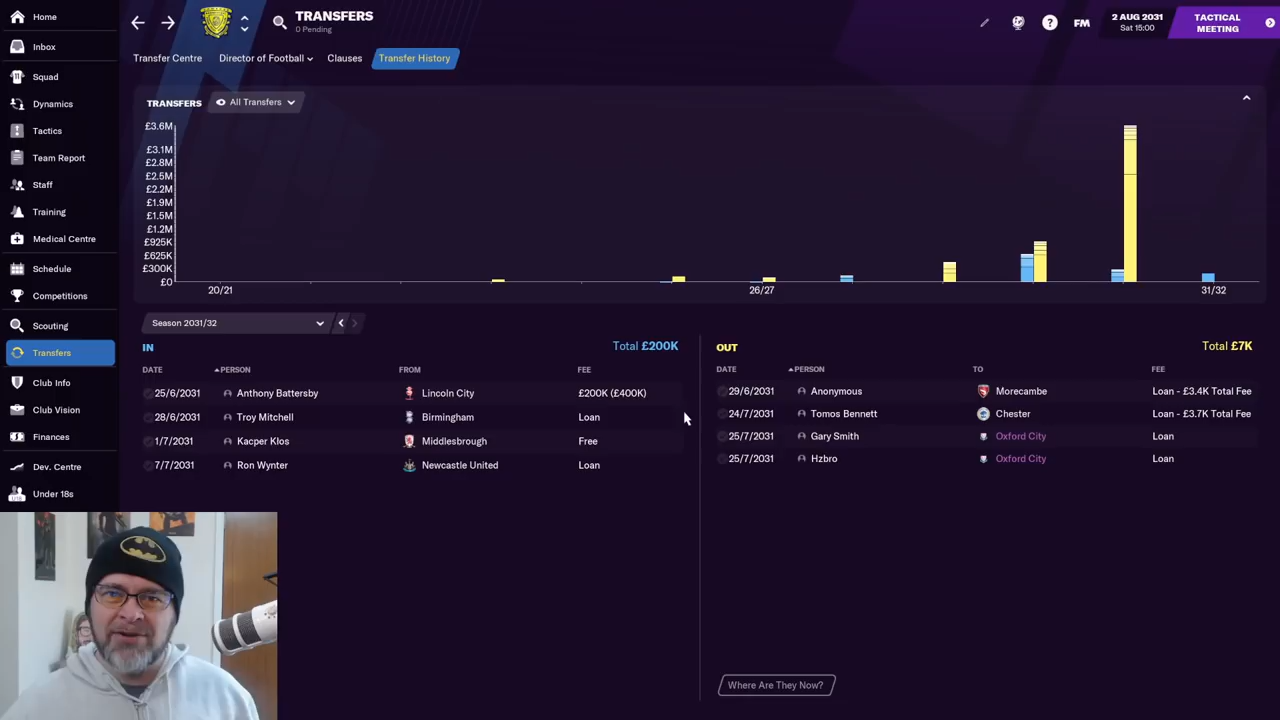 Home
Inbox
Squad
Dynamics
Tactics
Team Report
Staff
Training
Medical Centre
Schedule
Competitions
Scouting
Transfers
Club Info
Club Vision
Finances
Dev. Centre
Under 18s
TRANSFERS
0 Pending
FM
2 AUG 2031
Sat 15:00
TACTICAL
MEETING
Transfer Centre
Director of Football
Clauses
Transfer History
TRANSFERS
All Transfers
£3.6M
£3.1M
£2.8M
£2.5M
£2.2M
£1.9M
£1.5M
£1.2M
£925K
£625K
£300K
£0
20/21 26/27 31/32
Season 2031/32
IN Total £200K
DATE PERSON FROM FEE
25/6/2031 Anthony Battersby Lincoln City £200K (£400K)
28/6/2031 Troy Mitchell Birmingham Loan
1/7/2031 Kacper Klos Middlesbrough Free
7/7/2031 Ron Wynter Newcastle United Loan
OUT Total £7K
DATE PERSON TO FEE
29/6/2031 Anonymous Morecambe Loan - £3.4K Total Fee
24/7/2031 Tomos Bennett Chester Loan - £3.7K Total Fee
25/7/2031 Gary Smith Oxford City Loan
25/7/2031 Hzbro Oxford City Loan
Where Are They Now?